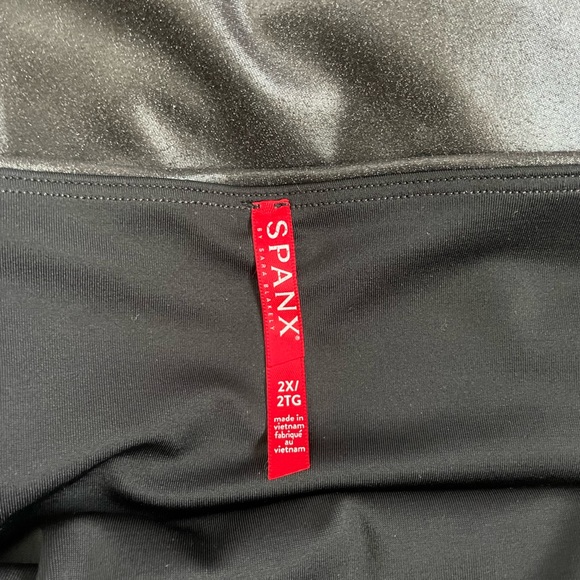 SPANX®
BY SARA BLAKELY
2X/
2TG
made in
vietnam
fabriqué
au
vietnam